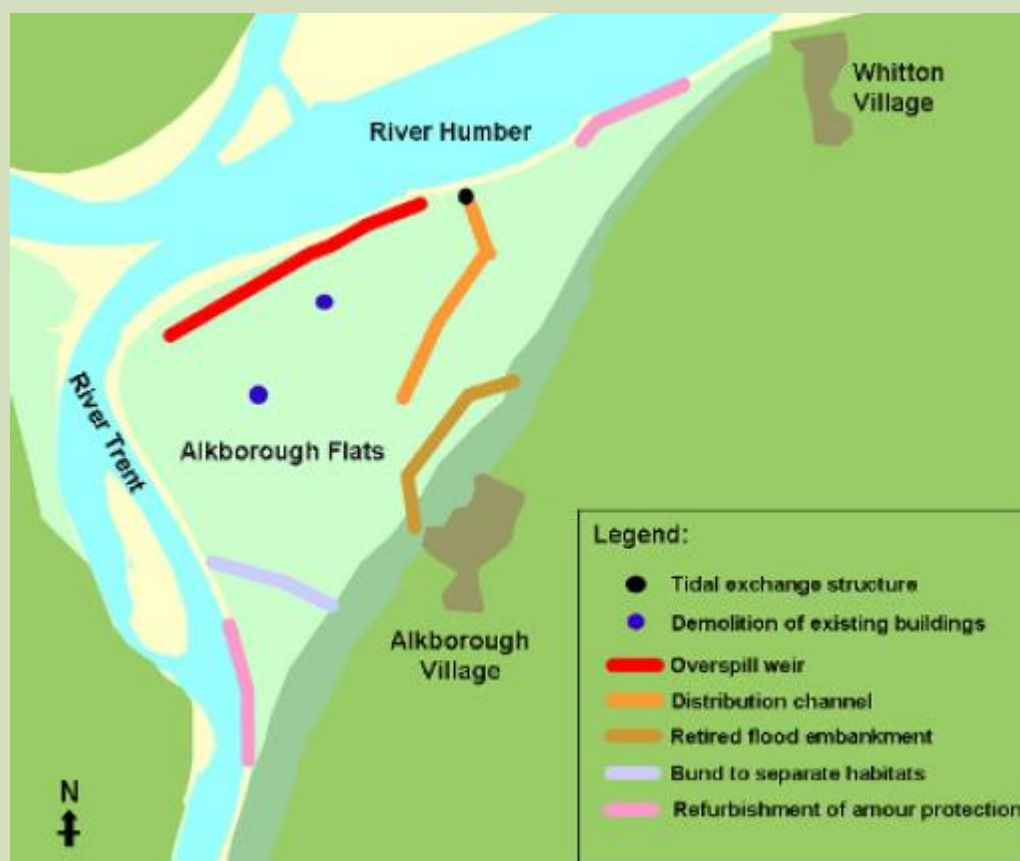 Whitton
Village
River Humber
River Trent
Alkborough Flats
Alkborough
Village
N
Legend:
Tidal exchange structure
Demolition of existing buildings
Overspill weir
Distribution channel
Retired flood embankment
Bund to separate habitats
Refurbishment of amour protection